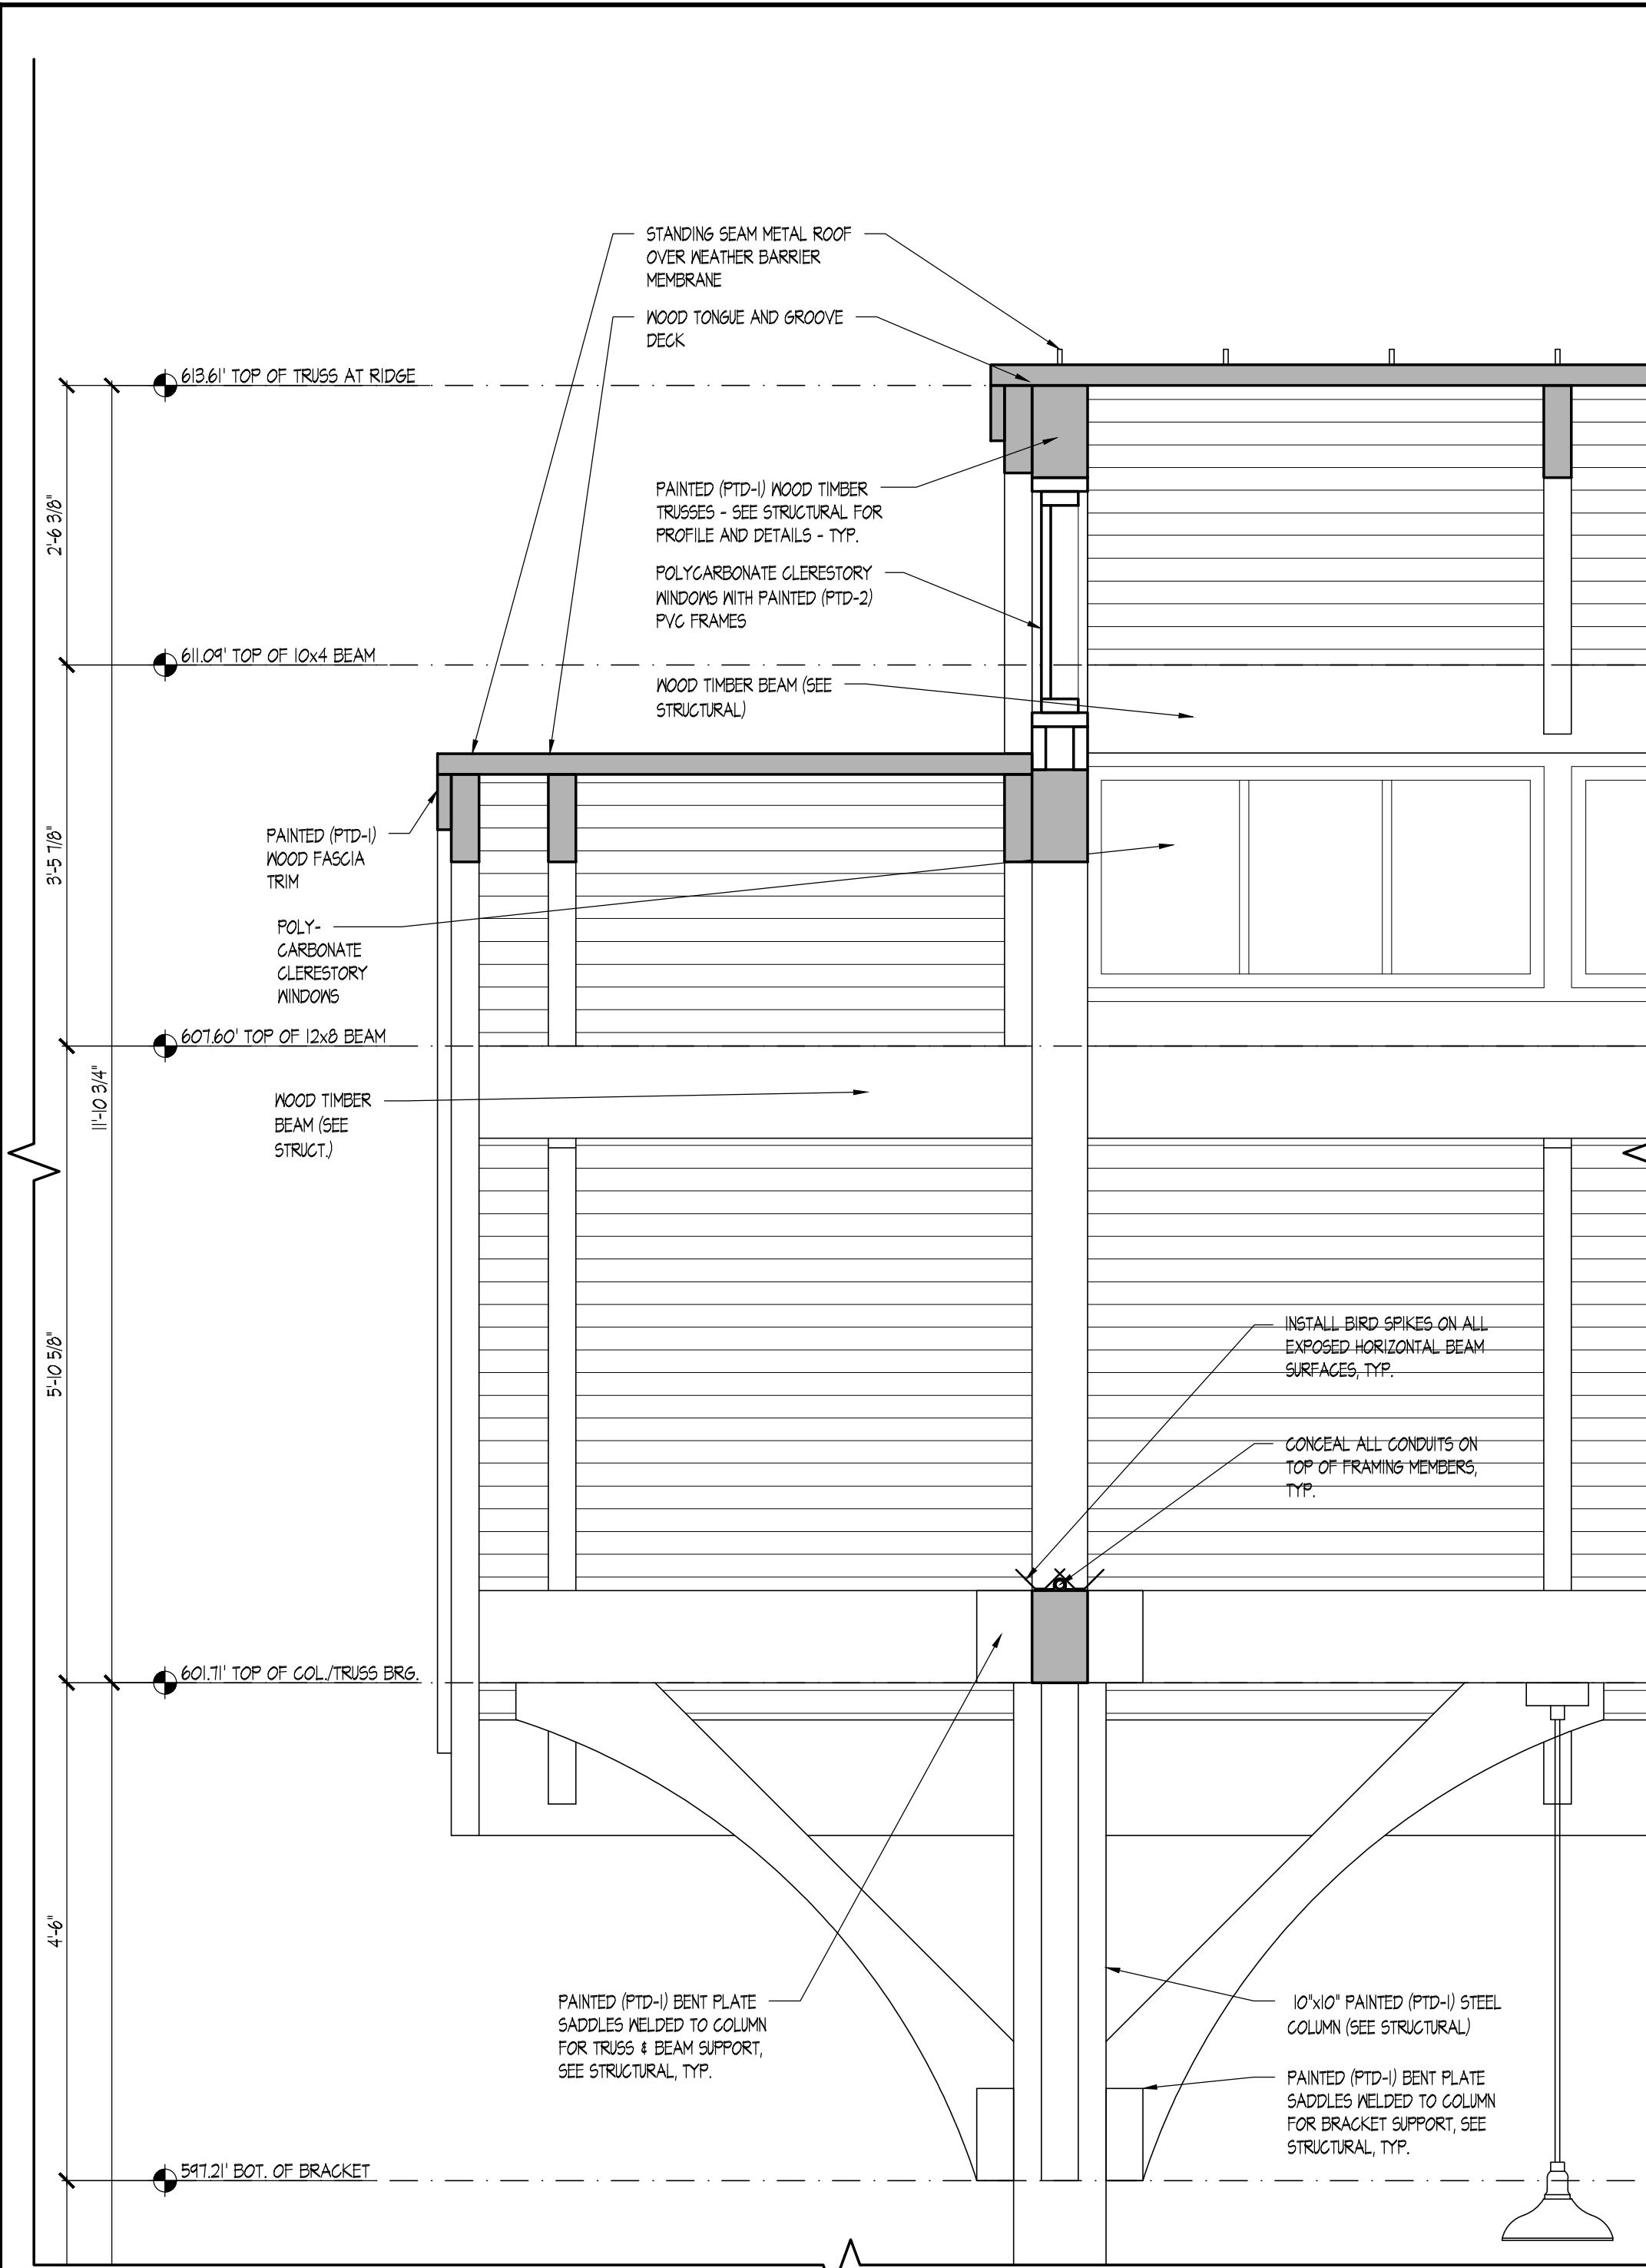 STANDING SEAM METAL ROOF
OVER WEATHER BARRIER
MEMBRANE
WOOD TONGUE AND GROOVE
DECK
613.61' TOP OF TRUSS AT RIDGE
PAINTED (PTD-1) WOOD TIMBER
TRUSSES - SEE STRUCTURAL FOR
PROFILE AND DETAILS - TYP.
2'-6 3/8"
POLYCARBONATE CLERESTORY
WINDOWS WITH PAINTED (PTD-2)
PVC FRAMES
611.09' TOP OF 10x4 BEAM
WOOD TIMBER BEAM (SEE
STRUCTURAL)
PAINTED (PTD-1)
WOOD FASCIA
TRIM
3'-5 7/8"
POLY-
CARBONATE
CLERESTORY
WINDOWS
607.60' TOP OF 12x8 BEAM
11'-10 3/4"
WOOD TIMBER
BEAM (SEE
STRUCT.)
INSTALL BIRD SPIKES ON ALL
EXPOSED HORIZONTAL BEAM
SURFACES, TYP.
5'-10 5/8"
CONCEAL ALL CONDUITS ON
TOP OF FRAMING MEMBERS,
TYP.
601.71' TOP OF COL./TRUSS BRG.
4'-6"
PAINTED (PTD-1) BENT PLATE
SADDLES WELDED TO COLUMN
FOR TRUSS & BEAM SUPPORT,
SEE STRUCTURAL, TYP.
10"x10" PAINTED (PTD-1) STEEL
COLUMN (SEE STRUCTURAL)
PAINTED (PTD-1) BENT PLATE
SADDLES WELDED TO COLUMN
FOR BRACKET SUPPORT, SEE
STRUCTURAL, TYP.
597.21' BOT. OF BRACKET